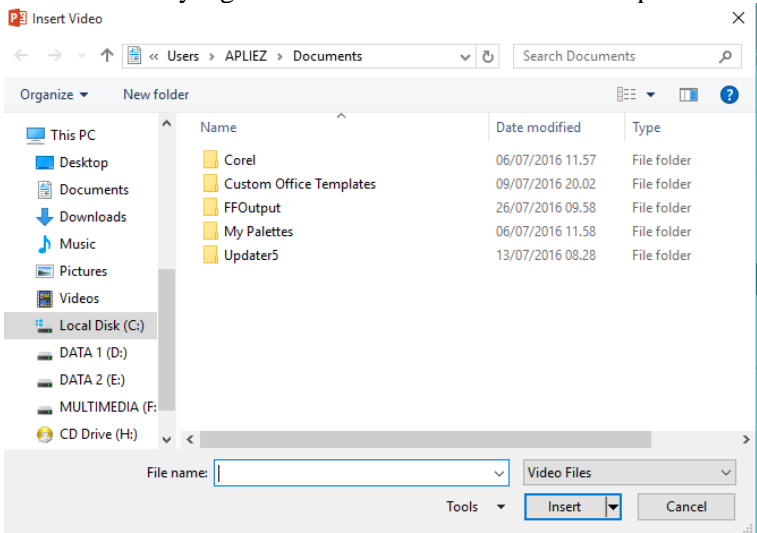 Insert Video
« Users › APLIEZ › Documents
Search Documents
Organize
New folder
Name
Date modified
Type
This PC
Desktop
Documents
Downloads
Music
Pictures
Videos
Local Disk (C:)
DATA 1 (D:)
DATA 2 (E:)
MULTIMEDIA (F:
CD Drive (H:)
Corel 06/07/2016 11.57 File folder
Custom Office Templates 09/07/2016 20.02 File folder
FFOutput 26/07/2016 09.58 File folder
My Palettes 06/07/2016 11.58 File folder
Updater5 13/07/2016 08.28 File folder
File name:
Video Files
Tools
Insert
Cancel